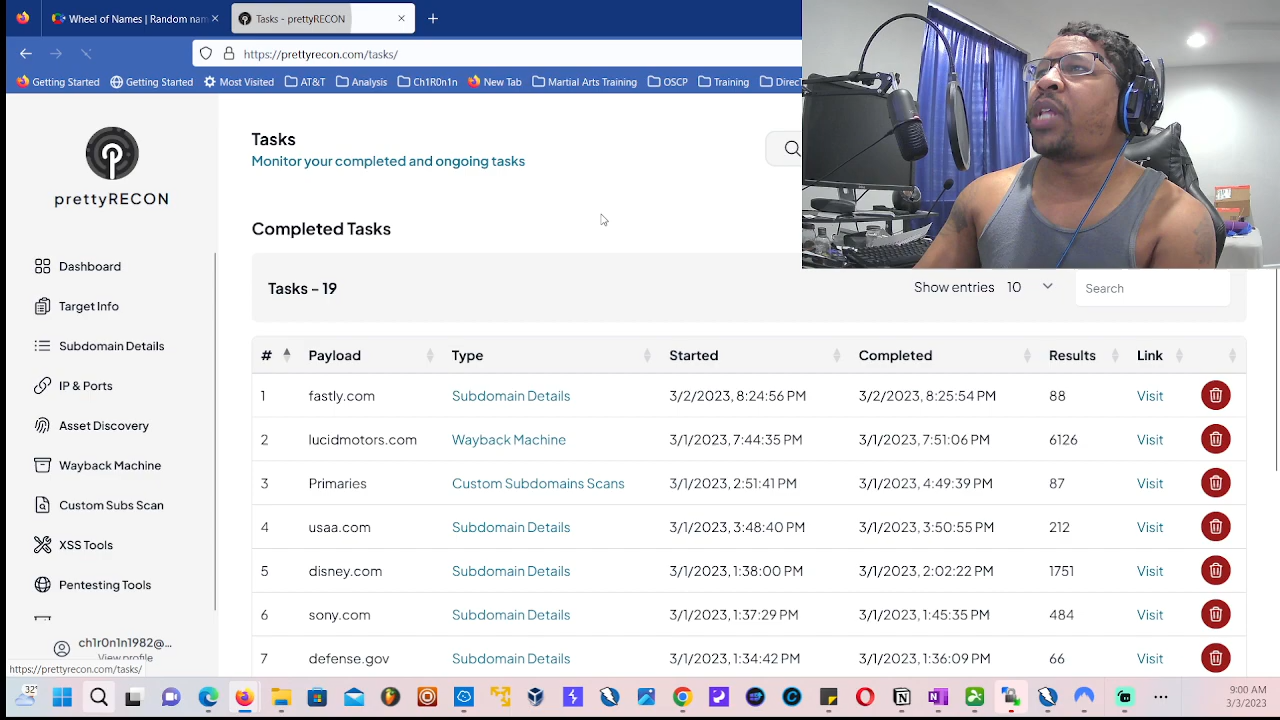 Wheel of Names | Random nam
Tasks - prettyRECON
https://prettyrecon.com/tasks/
Getting Started
Getting Started
Most Visited
AT&T
Analysis
Ch1R0n1n
New Tab
Martial Arts Training
OSCP
Training
Direc
prettyRECON
Dashboard
Target Info
Subdomain Details
IP & Ports
Asset Discovery
Wayback Machine
Custom Subs Scan
XSS Tools
Pentesting Tools
ch1r0n1n1982@...
View profile
https://prettyrecon.com/tasks/
Tasks
Monitor your completed and ongoing tasks
Completed Tasks
Tasks - 19
Show entries 10
Search
# Payload Type Started Completed Results Link
1 fastly.com Subdomain Details 3/2/2023, 8:24:56 PM 3/2/2023, 8:25:54 PM 88 Visit
2 lucidmotors.com Wayback Machine 3/1/2023, 7:44:35 PM 3/1/2023, 7:51:06 PM 6126 Visit
3 Primaries Custom Subdomains Scans 3/1/2023, 2:51:41 PM 3/1/2023, 4:49:39 PM 87 Visit
4 usaa.com Subdomain Details 3/1/2023, 3:48:40 PM 3/1/2023, 3:50:55 PM 212 Visit
5 disney.com Subdomain Details 3/1/2023, 1:38:00 PM 3/1/2023, 2:02:22 PM 1751 Visit
6 sony.com Subdomain Details 3/1/2023, 1:37:29 PM 3/1/2023, 1:45:35 PM 484 Visit
7 defense.gov Subdomain Details 3/1/2023, 1:34:42 PM 3/1/2023, 1:36:09 PM 66 Visit
9:00 AM
3/3/2023